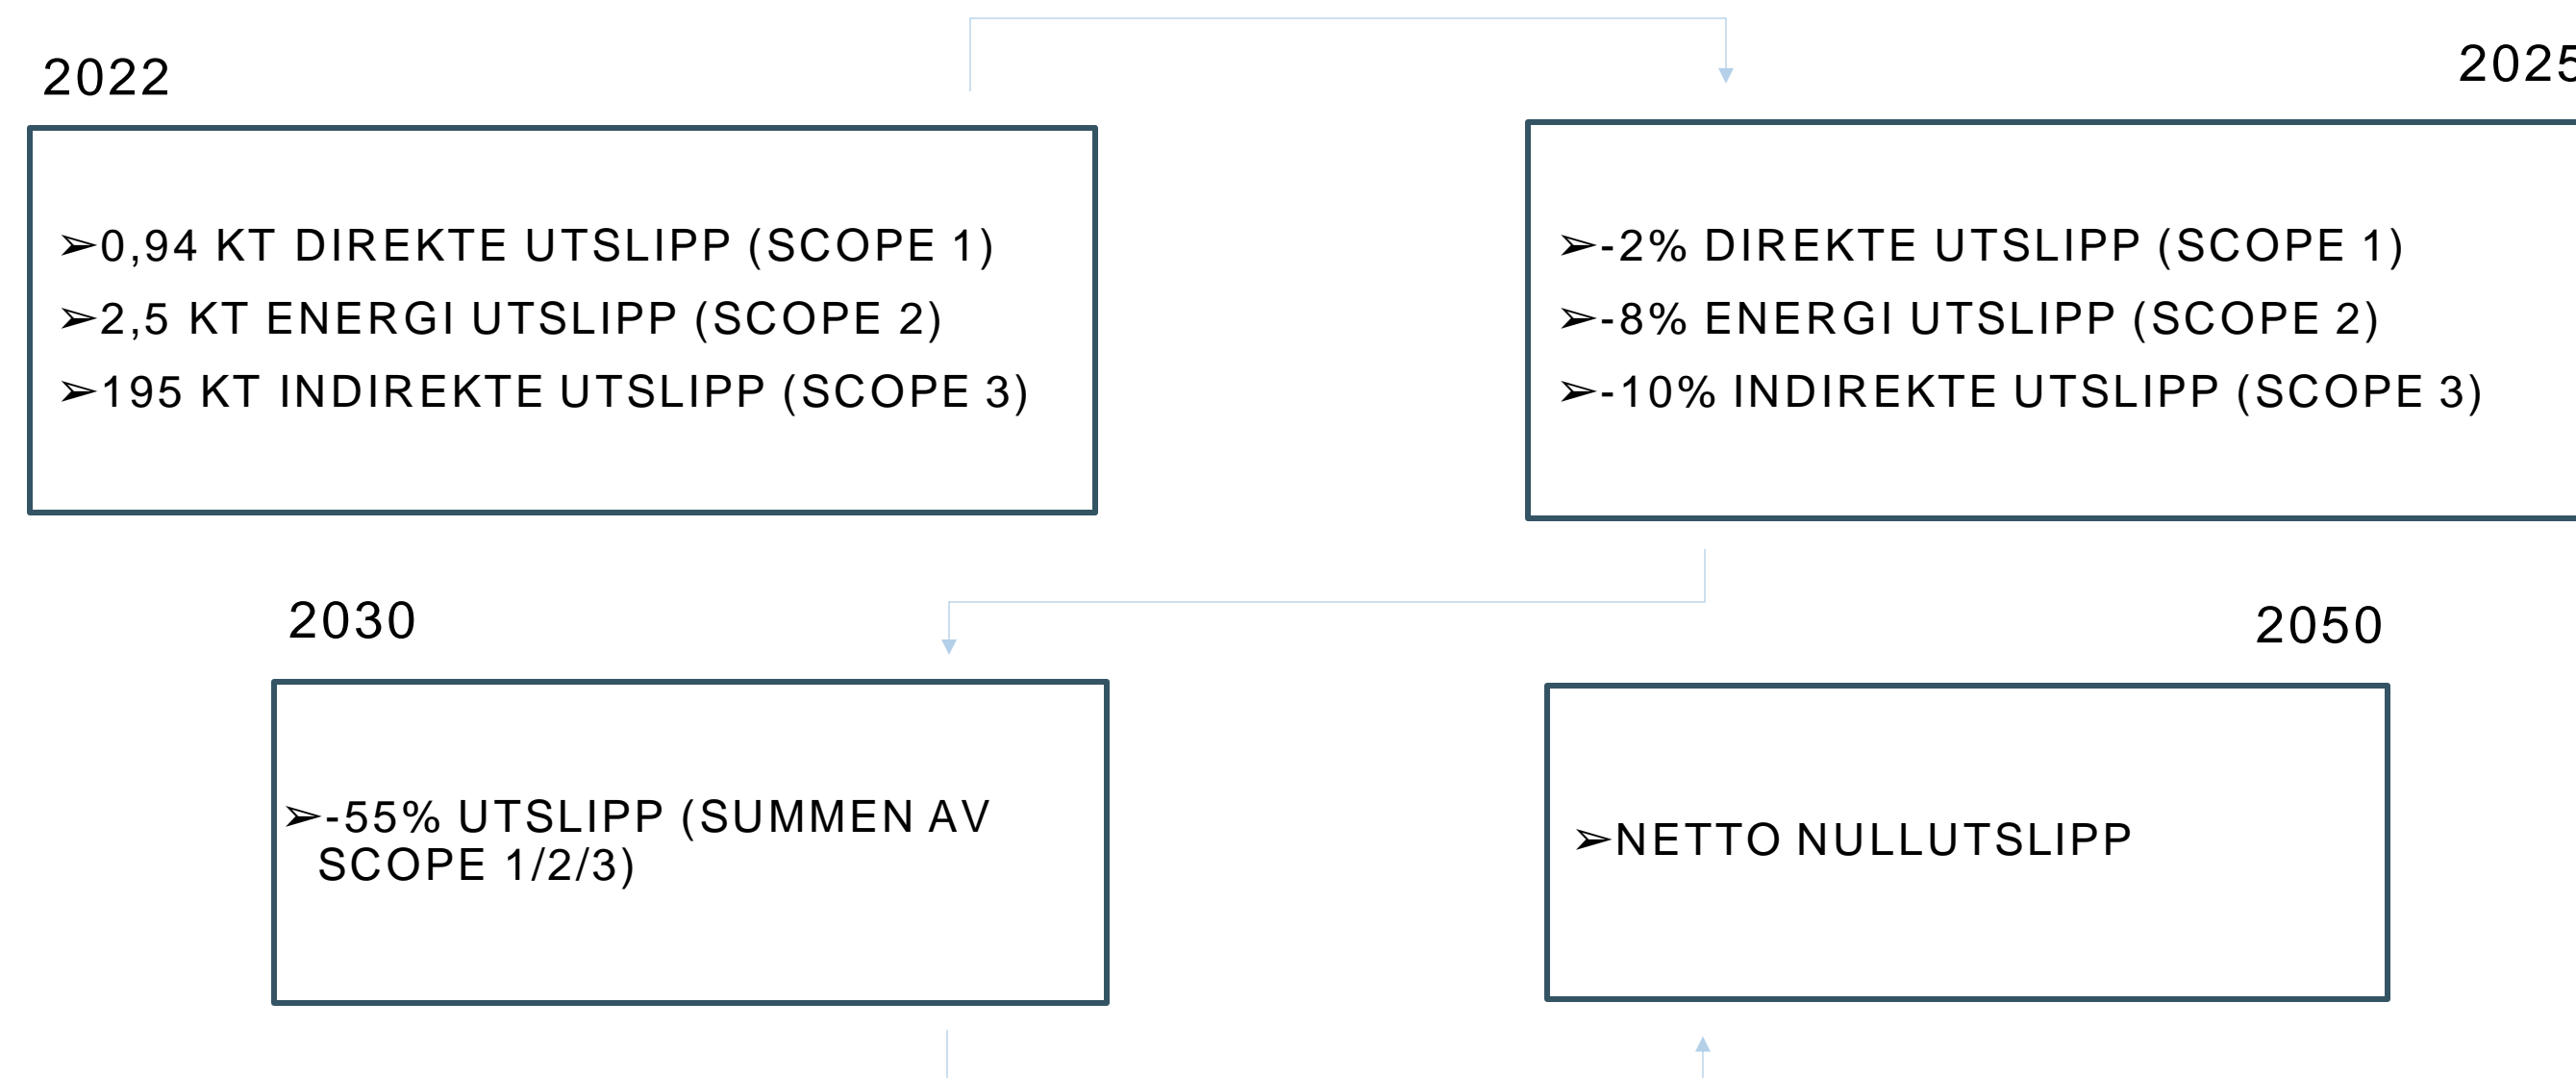 2022
➢0,94 KT DIREKTE UTSLIPP (SCOPE 1)
➢2,5 KT ENERGI UTSLIPP (SCOPE 2)
➢195 KT INDIREKTE UTSLIPP (SCOPE 3)
2025
➢-2% DIREKTE UTSLIPP (SCOPE 1)
➢-8% ENERGI UTSLIPP (SCOPE 2)
➢-10% INDIREKTE UTSLIPP (SCOPE 3)
2030
➢-55% UTSLIPP (SUMMEN AV
SCOPE 1/2/3)
2050
➢NETTO NULLUTSLIPP